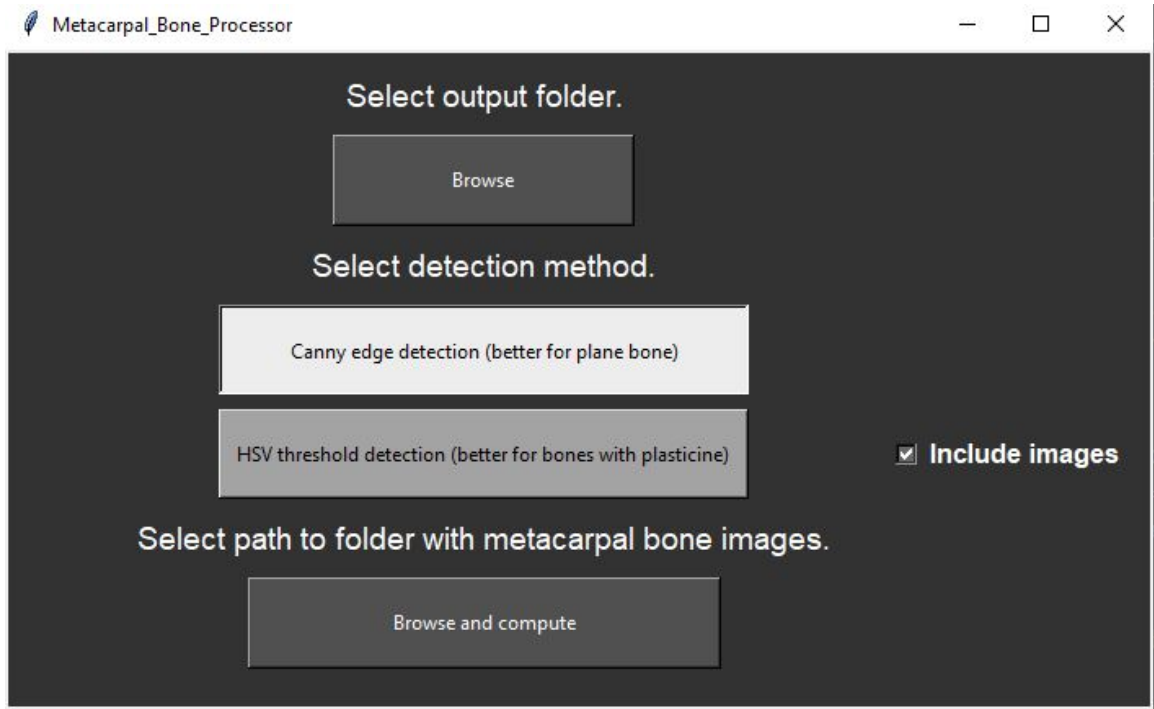 Metacarpal_Bone_Processor
Select output folder.
Browse
Select detection method.
Canny edge detection (better for plane bone)
HSV threshold detection (better for bones with plasticine)
Include images
Select path to folder with metacarpal bone images.
Browse and compute